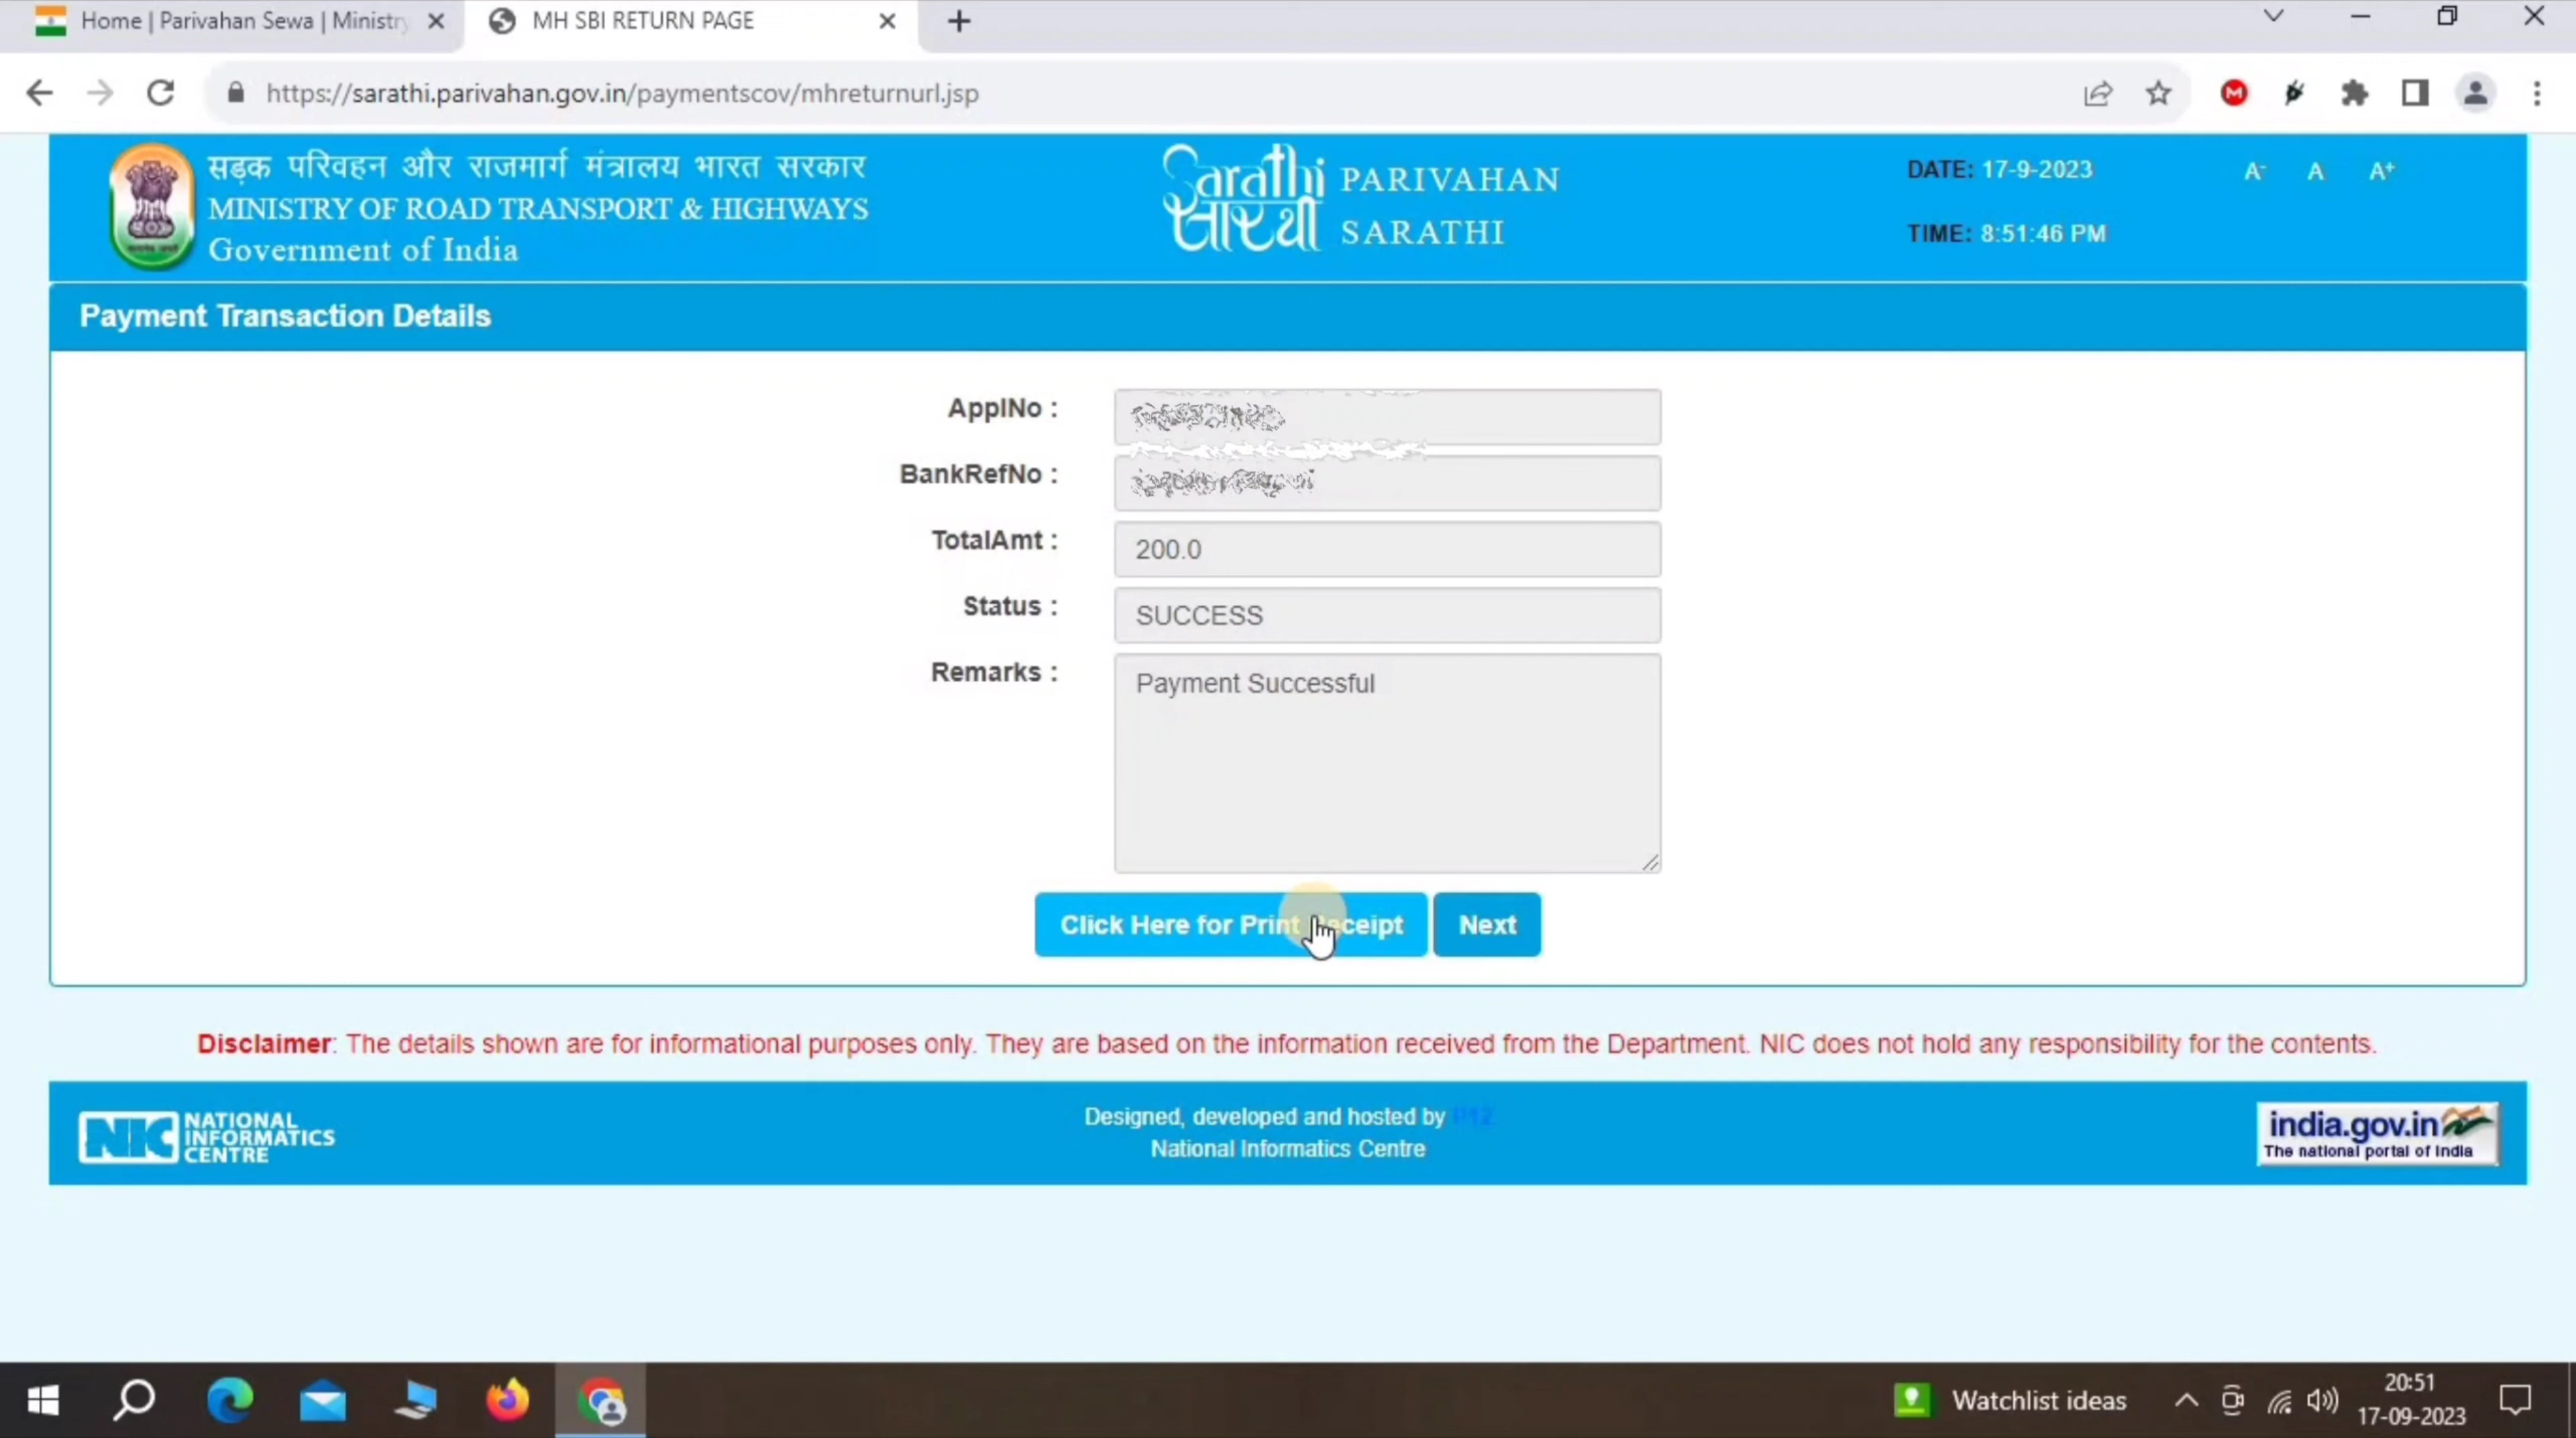 Home | Parivahan Sewa | Ministry
MH SBI RETURN PAGE
https://sarathi.parivahan.gov.in/paymentscov/mhreturnurl.jsp
सड़क परिवहन और राजमार्ग मंत्रालय भारत सरकार
MINISTRY OF ROAD TRANSPORT & HIGHWAYS
Government of India
Sarathi
सारथी
PARIVAHAN
SARATHI
DATE: 17-9-2023
TIME: 8:51:46 PM
A- A A+
Payment Transaction Details
ApplNo :
BankRefNo :
TotalAmt : 200.0
Status : SUCCESS
Remarks : Payment Successful
Click Here for Print Receipt Next
Disclaimer: The details shown are for informational purposes only. They are based on the information received from the Department. NIC does not hold any responsibility for the contents.
NIC NATIONAL
INFORMATICS
CENTRE
Designed, developed and hosted by P12
National Informatics Centre
india.gov.in
The national portal of India
Watchlist ideas
20:51
17-09-2023